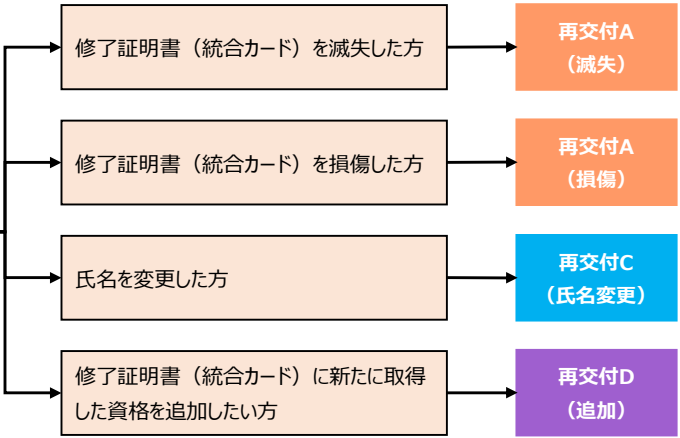 修了証明書（統合カード）を滅失した方
再交付A
（滅失）
修了証明書（統合カード）を損傷した方
再交付A
（損傷）
氏名を変更した方
再交付C
（氏名変更）
修了証明書（統合カード）に新たに取得
した資格を追加したい方
再交付D
（追加）